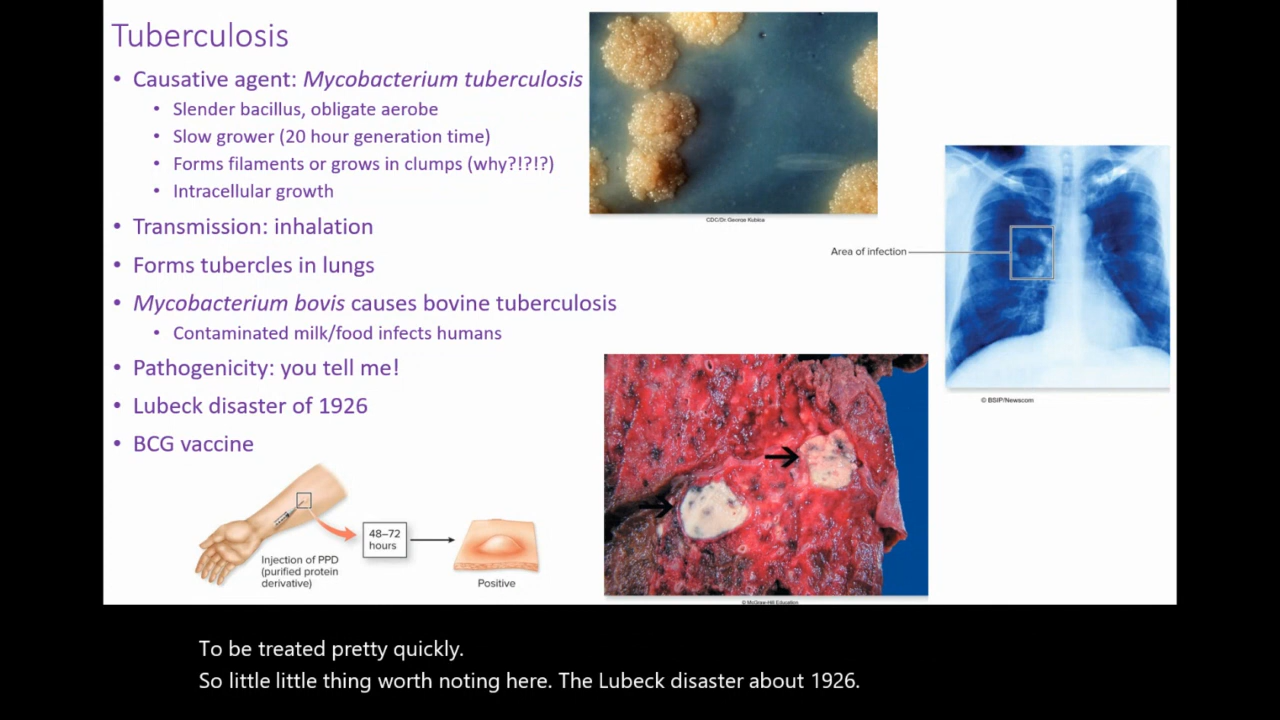 Tuberculosis
• Causative agent: Mycobacterium tuberculosis
• Slender bacillus, obligate aerobe
• Slow grower (20 hour generation time)
• Forms filaments or grows in clumps (why?!?!?)
• Intracellular growth
• Transmission: inhalation
• Forms tubercles in lungs
• Mycobacterium bovis causes bovine tuberculosis
• Contaminated milk/food infects humans
• Pathogenicity: you tell me!
• Lubeck disaster of 1926
• BCG vaccine
Injection of PPD
(purified protein
derivative)
48–72
hours
Positive
CDC/Dr George Kubica
Area of infection
© BSIP/Newscom
© McGraw-Hill Education
To be treated pretty quickly.
So little little thing worth noting here. The Lubeck disaster about 1926.